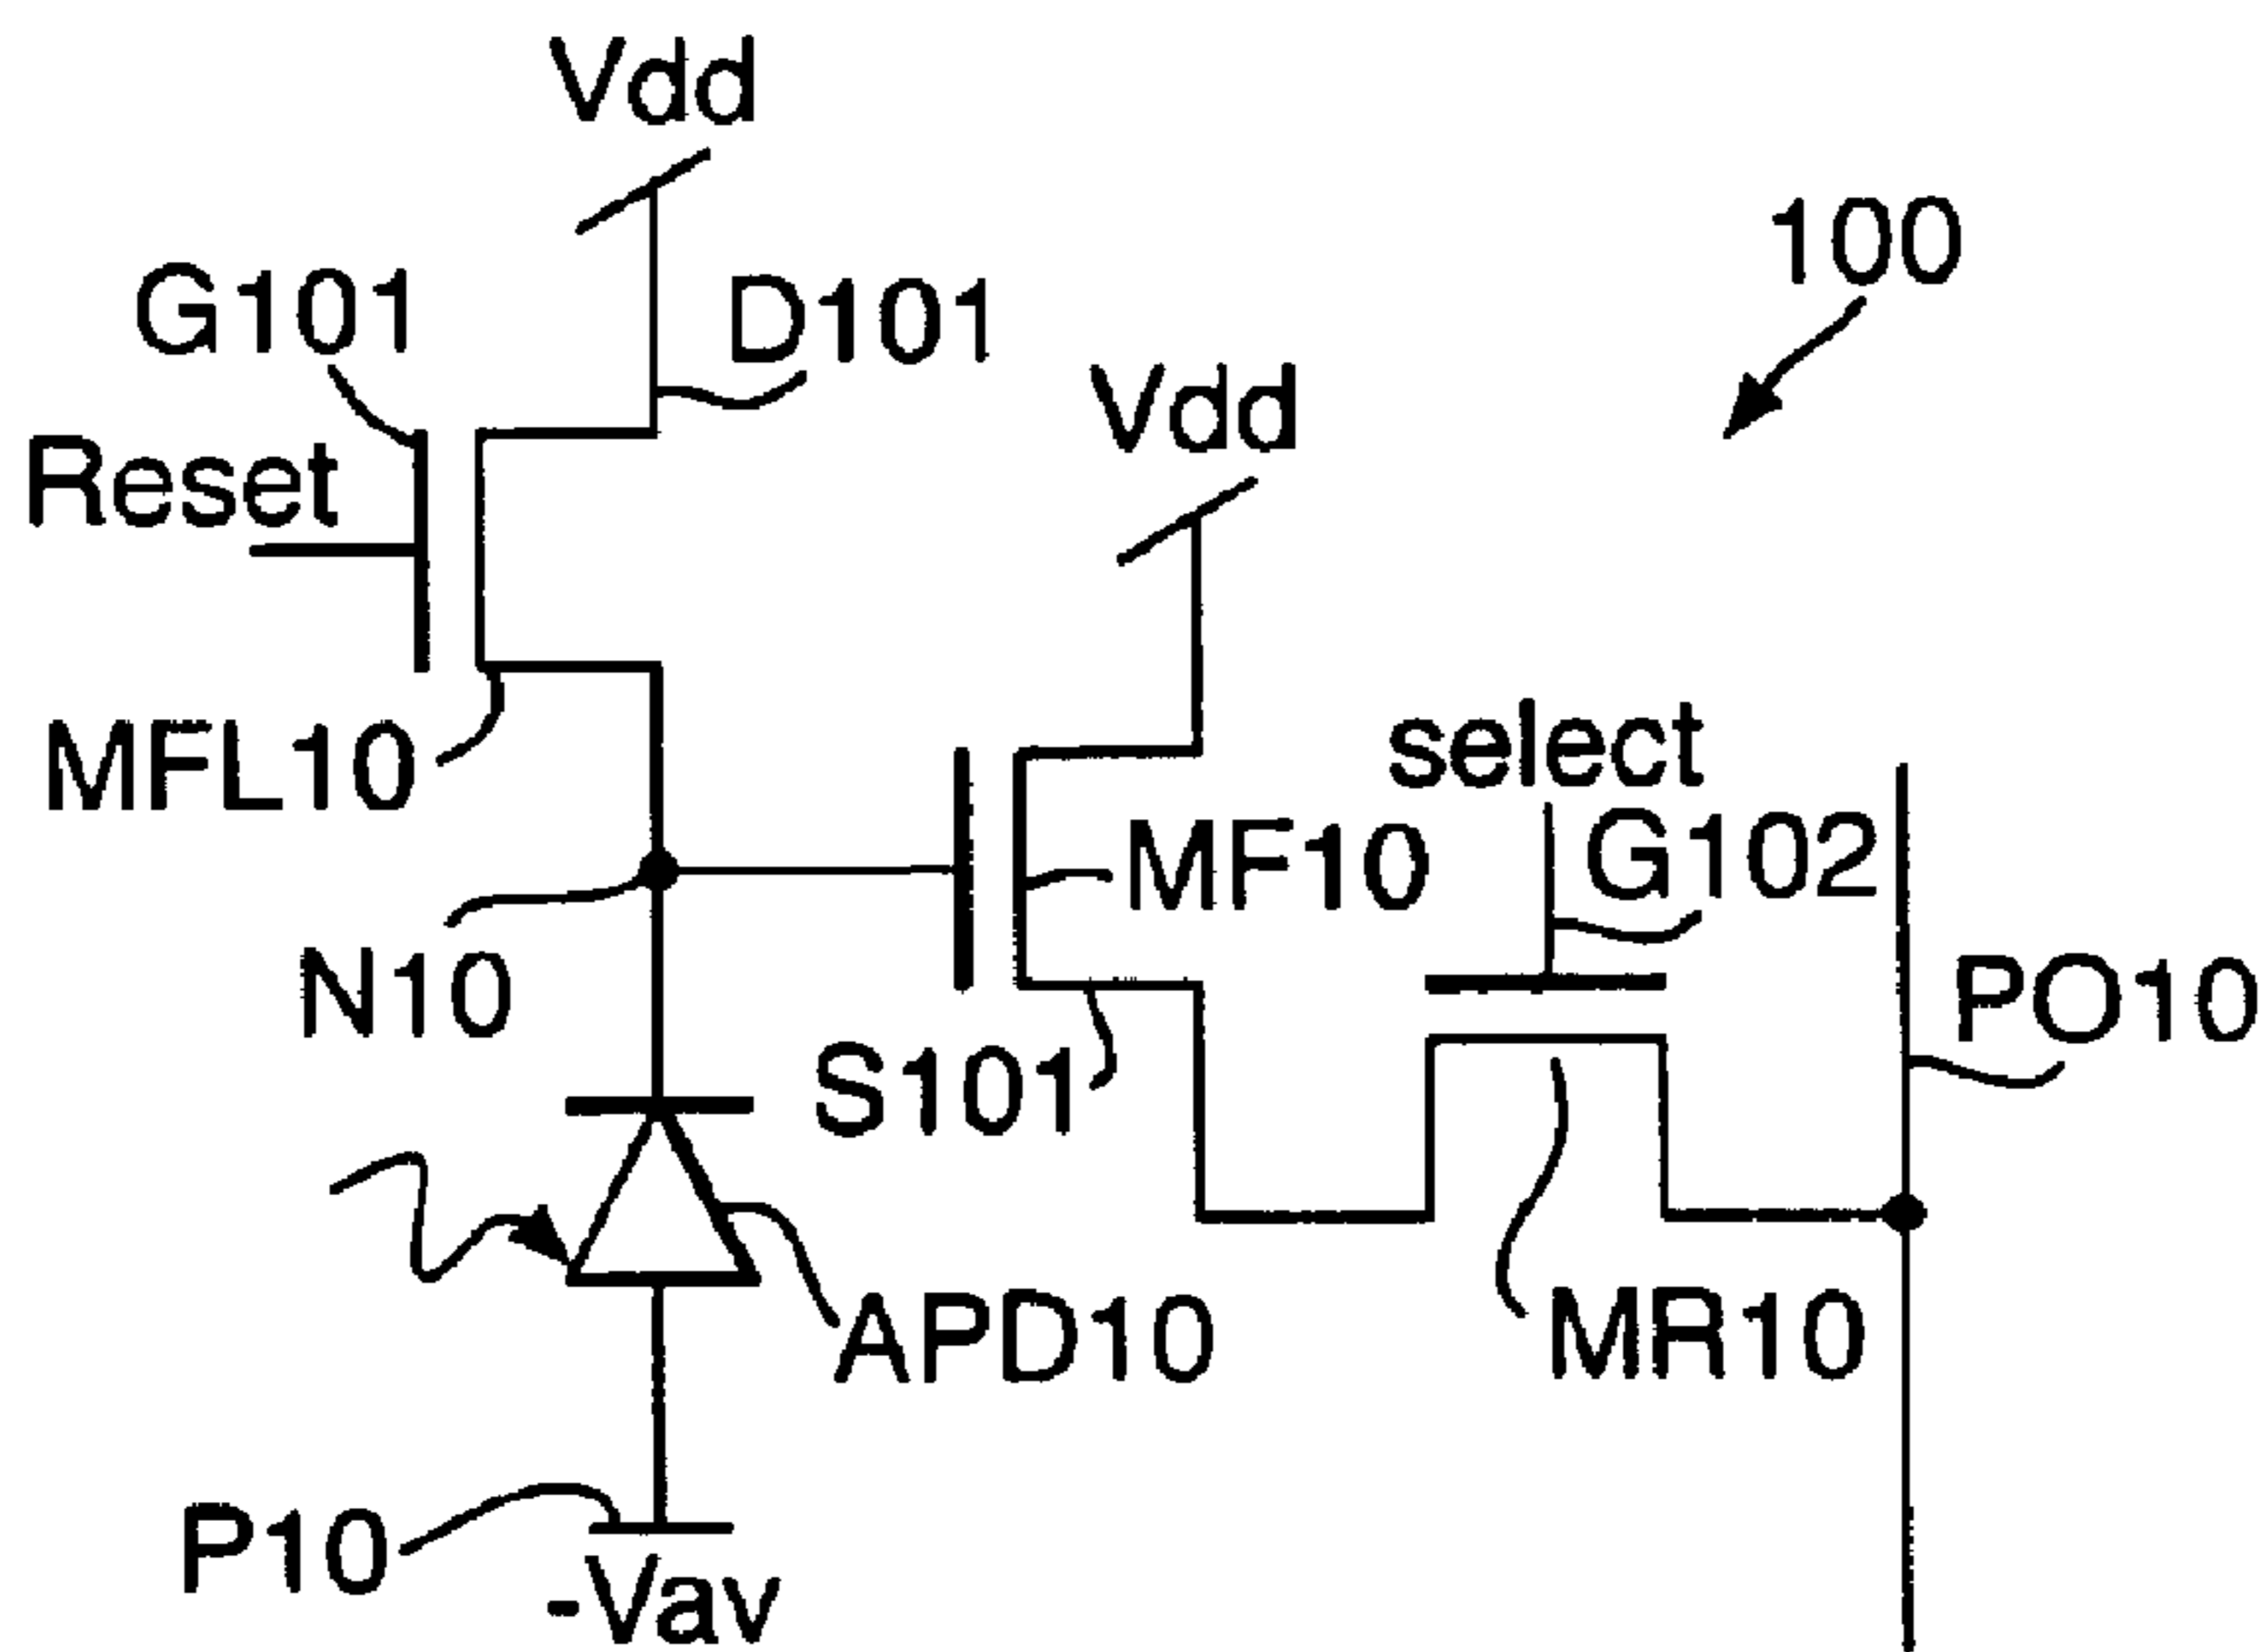 Vdd
100
G101
D101
Vdd
Reset
select
MFL10
G102
MF10
N10
PO10
S101
APD10
MR10
P10
-Vav